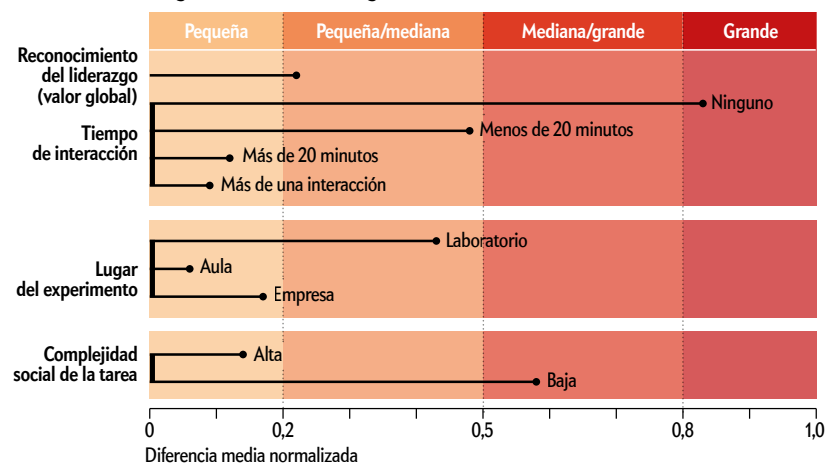 Pequeña
Pequeña/mediana
Mediana/grande
Grande
Reconocimiento
del liderazgo
(valor global)
Ninguno
Tiempo
de interacción
Menos de 20 minutos
Más de 20 minutos
Más de una interacción
Laboratorio
Lugar
del experimento
Aula
Empresa
Complejidad
social de la tarea
Alta
Baja
0
0,2
0,5
0,8
1,0
Diferencia media normalizada